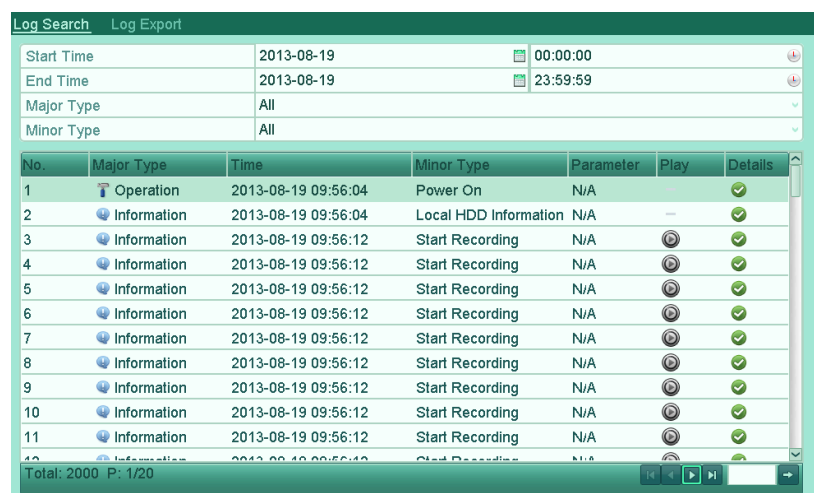 Log Search Log Export
Start Time 2013-08-19 00:00:00
End Time 2013-08-19 23:59:59
Major Type All
Minor Type All
No. Major Type Time Minor Type Parameter Play Details
1 Operation 2013-08-19 09:56:04 Power On N/A —
2 Information 2013-08-19 09:56:04 Local HDD Information N/A —
3 Information 2013-08-19 09:56:12 Start Recording N/A
4 Information 2013-08-19 09:56:12 Start Recording N/A
5 Information 2013-08-19 09:56:12 Start Recording N/A
6 Information 2013-08-19 09:56:12 Start Recording N/A
7 Information 2013-08-19 09:56:12 Start Recording N/A
8 Information 2013-08-19 09:56:12 Start Recording N/A
9 Information 2013-08-19 09:56:12 Start Recording N/A
10 Information 2013-08-19 09:56:12 Start Recording N/A
11 Information 2013-08-19 09:56:12 Start Recording N/A
Total: 2000 P: 1/20